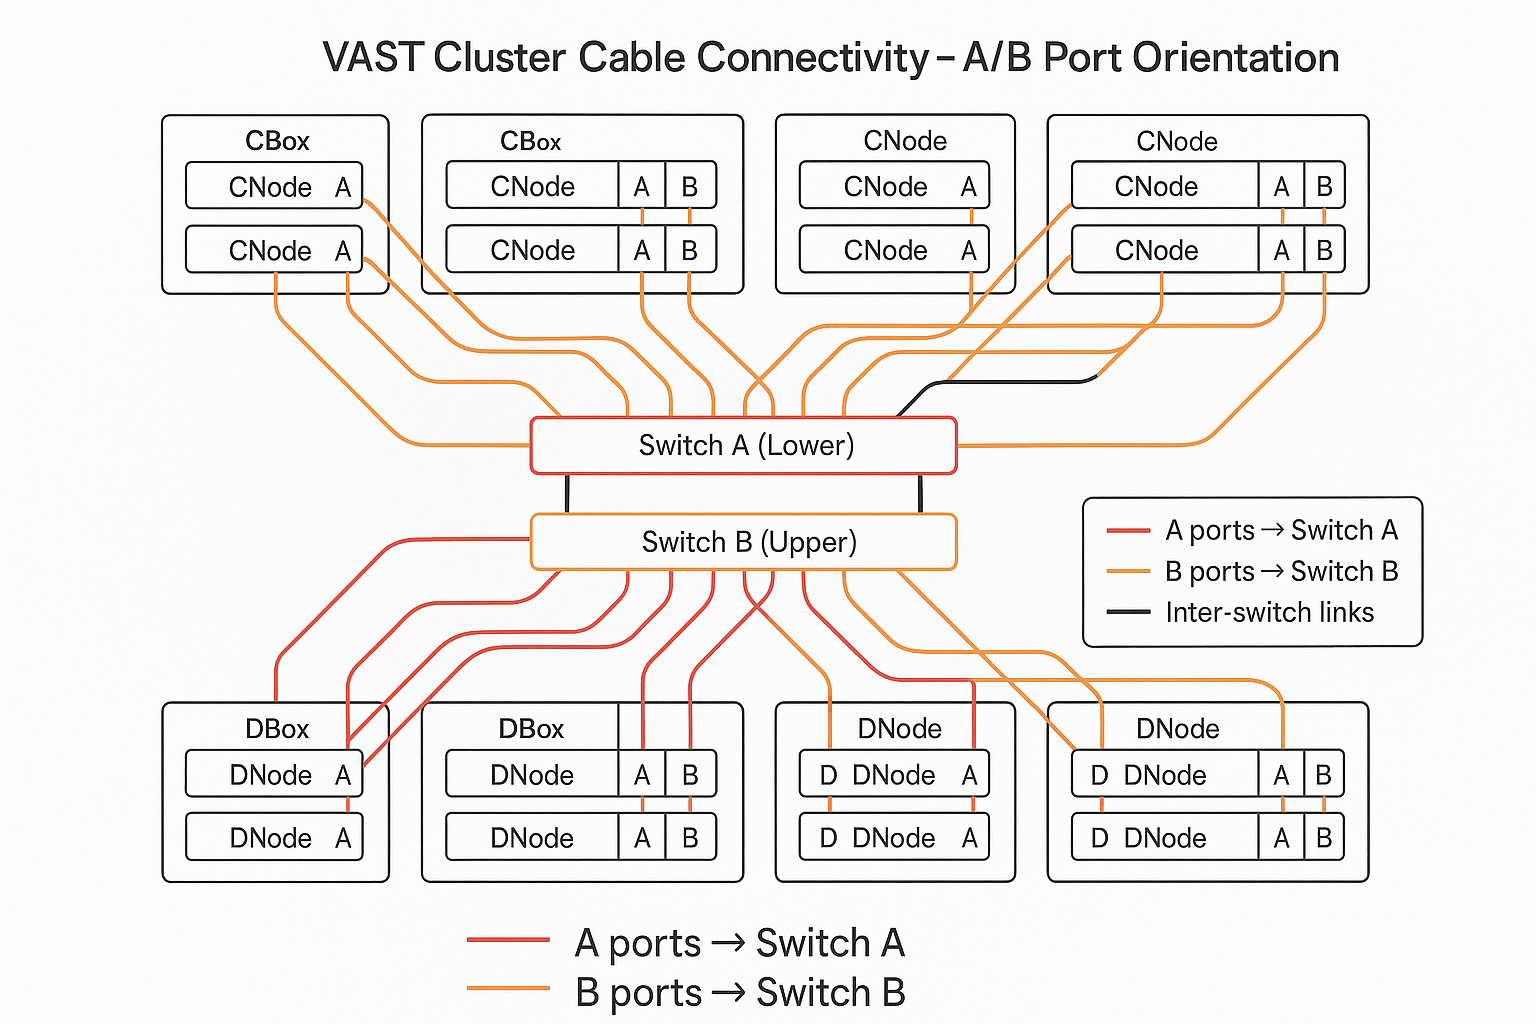 VAST Cluster Cable Connectivity – A/B Port Orientation
CBox
CNode A
CNode A
CBox
CNode A B
CNode A B
CNode
CNode A
CNode A
CNode
CNode A B
CNode A B
Switch A (Lower)
Switch B (Upper)
A ports → Switch A
B ports → Switch B
Inter-switch links
DBox
DNode A
DNode A
DBox
DNode A B
DNode A B
DNode
D DNode A
D DNode A
DNode
D DNode A B
D DNode A B
A ports → Switch A
B ports → Switch B